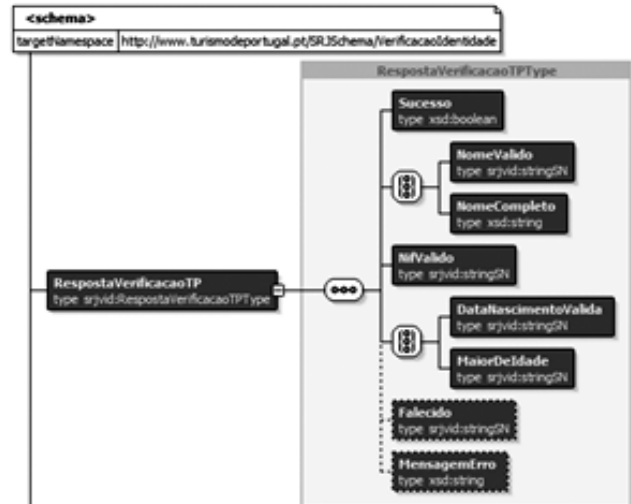 <schema>
targetNamespace http://www.turismodeportugal.pt/SRJSchema/VerificacaoIdentidade
RespostaVerificacaoTPType
Sucesso
type xsd:boolean
NomeValido
type srjvid:stringSN
NomeCompleto
type xsd:string
NifValido
type srjvid:stringSN
RespostaVerificacaoTP
type srjvid:RespostaVerificacaoTPType
DataNascimentoValida
type srjvid:stringSN
MaiorDeIdade
type srjvid:stringSN
Falecido
type srjvid:stringSN
MensagemErro
type xsd:string